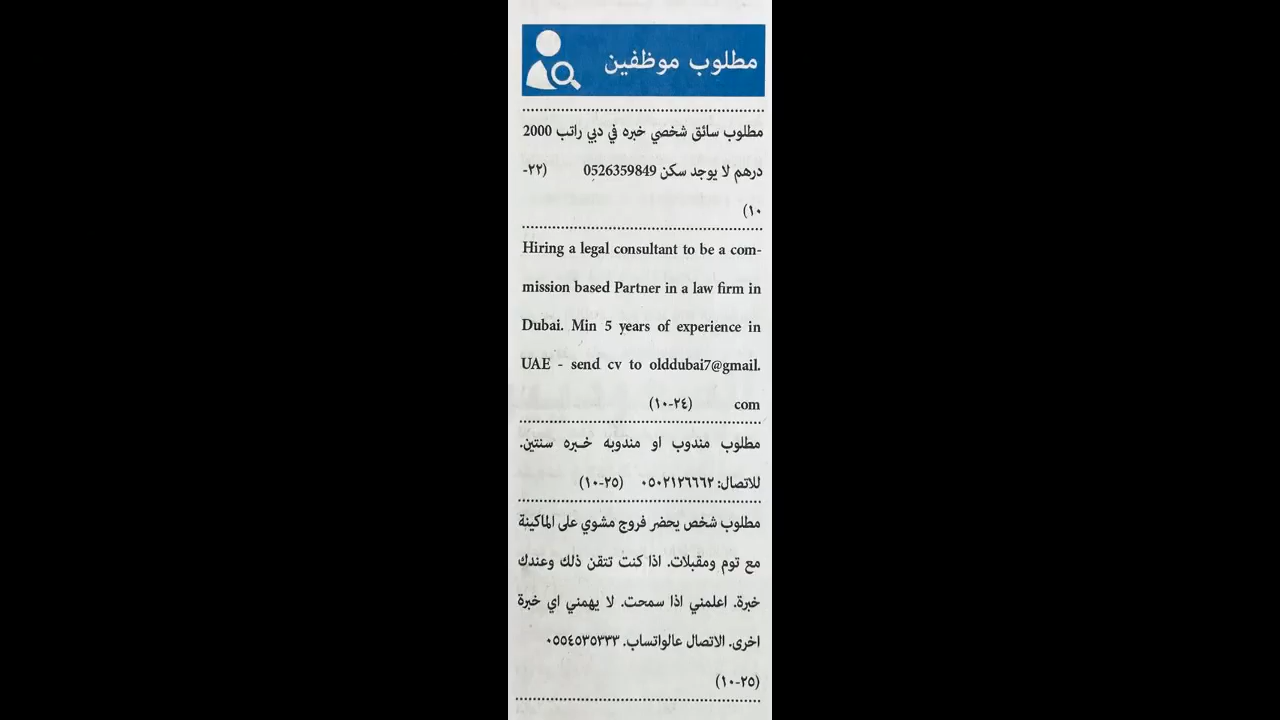 مطلوب موظفين
مطلوب سائق شخصي خبره في دبي راتب 2000
درهم لا يوجد سكن 0526359849 (٢٢-
١٠)
Hiring a legal consultant to be a com-
mission based Partner in a law firm in
Dubai. Min 5 years of experience in
UAE - send cv to olddubai7@gmail.
com (٢٤-١٠)
مطلوب مندوب او مندوبه خبره سنتين.
للاتصال: ٠٥٠٢١٢٦٦٦٢ (٢٥-١٠)
مطلوب شخص يحضر فروج مشوي على الماكينة
مع توم ومقبلات. اذا كنت تتقن ذلك وعندك
خبرة. اعلمني اذا سمحت. لا يهمني اي خبرة
اخرى. الاتصال عالواتساب. ٠٥٥٤٥٣٥٣٣٣
(٢٥-١٠)